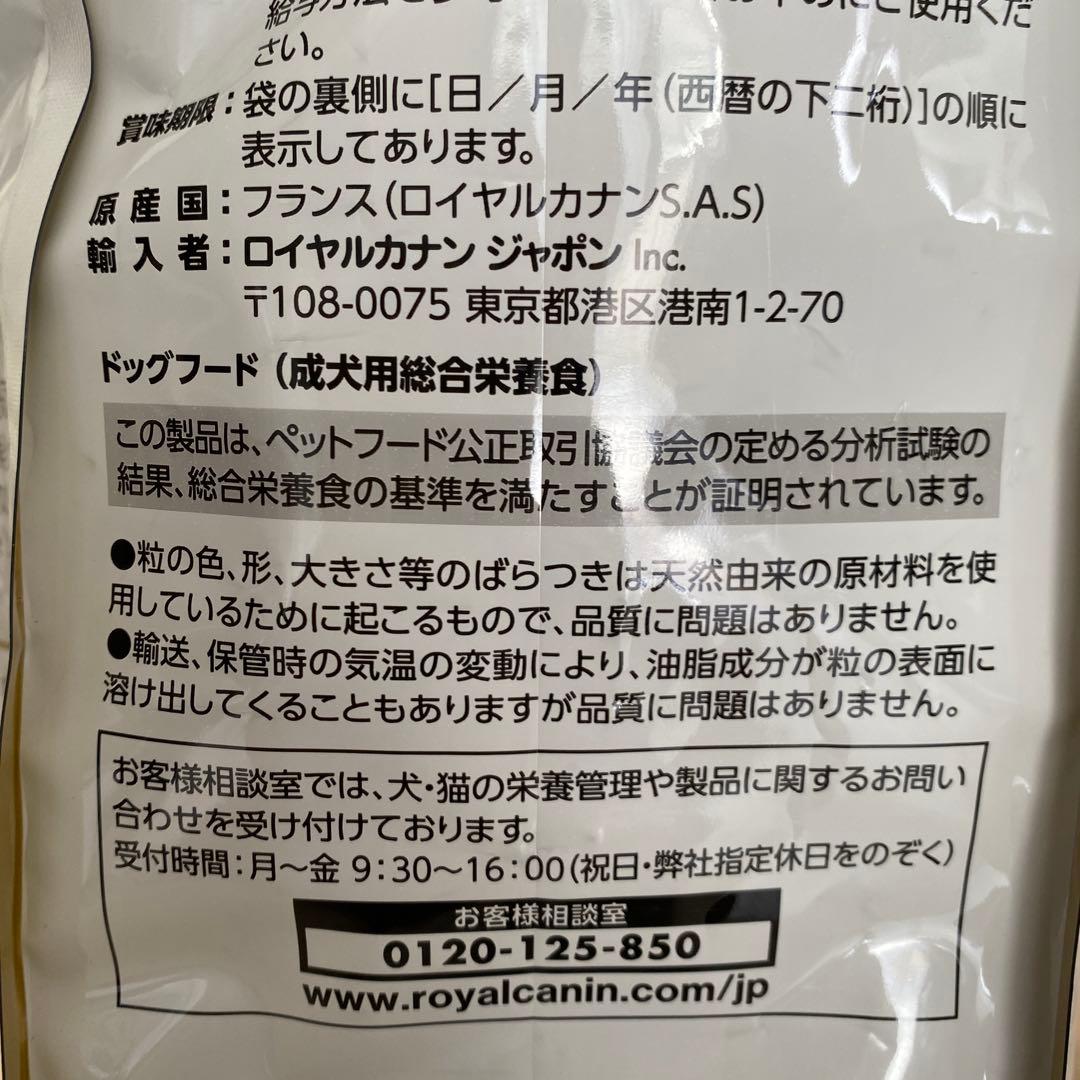 さい。
賞味期限：袋の裏側に[日／月／年（西暦の下二桁）]の順に
表示してあります。
原産国：フランス（ロイヤルカナンS.A.S）
輸入者：ロイヤルカナン ジャポン Inc.
〒108-0075 東京都港区港南1-2-70
ドッグフード（成犬用総合栄養食）
この製品は、ペットフード公正取引協議会の定める分析試験の
結果、総合栄養食の基準を満たすことが証明されています。
●粒の色、形、大きさ等のばらつきは天然由来の原材料を使
用しているために起こるもので、品質に問題はありません。
●輸送、保管時の気温の変動により、油脂成分が粒の表面に
溶け出してくることもありますが品質に問題はありません。
お客様相談室では、犬・猫の栄養管理や製品に関するお問い
合わせを受け付けております。
受付時間：月～金 9:30～16:00（祝日・弊社指定休日をのぞく）
お客様相談室
0120-125-850
www.royalcanin.com/jp